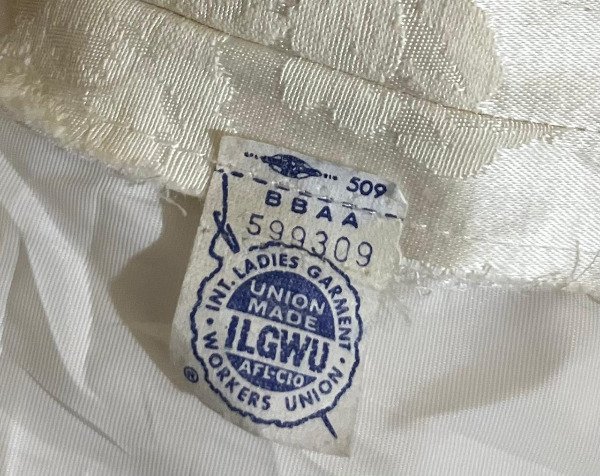 509
BBAA
599309
INT. LADIES GARMENT
UNION
MADE
ILGWU
AFL-CIO
WORKERS UNION
®